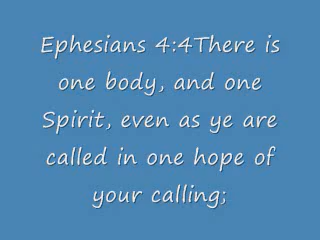 Ephesians 4:4There is
one body, and one
Spirit, even as ye are
called in one hope of
your calling;